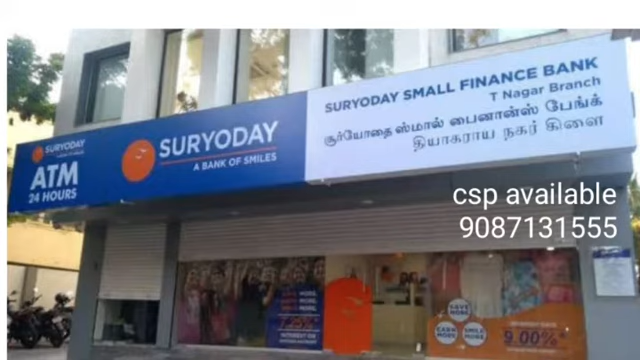 SURYODAY
ATM
24 HOURS
SURYODAY
A BANK OF SMILES
SURYODAY SMALL FINANCE BANK
T Nagar Branch
சூர்யோதை ஸ்மால் பைனான்ஸ் பேங்க்
தியாகராய நகர் கிளை
csp available
9087131555
SAVE MORE
EARN MORE
SMILE MORE
9.00%*